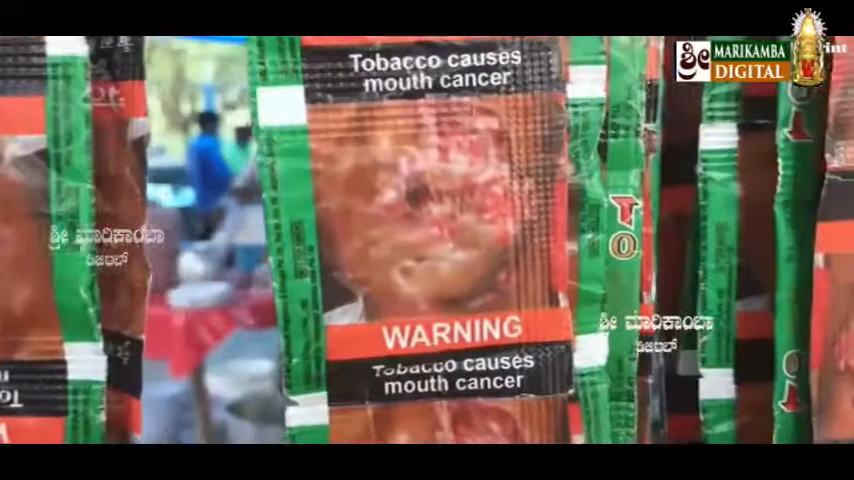 Tobacco causes
mouth cancer
ಶ್ರೀ
MARIKAMBA
DIGITAL
ಶ್ರೀ ಮಾರಿಕಾಂಬಾ
ಡಿಜಿಟಲ್
ಶ್ರೀ ಮಾರಿಕಾಂಬಾ
ಡಿಜಿಟಲ್
WARNING
TOBACCO CAUSES
MOUTH CANCER